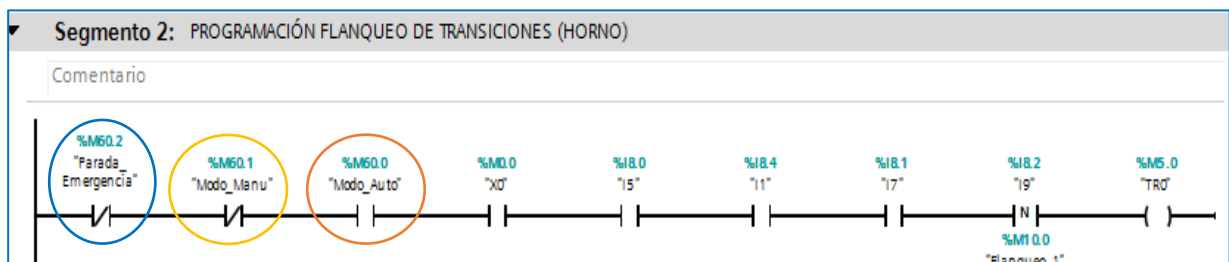 Segmento 2: PROGRAMACIÓN FLANQUEO DE TRANSICIONES (HORNO)
Comentario
%M60.2 %M60.1 %M60.0 %M0.0 %I8.0 %I8.4 %I8.1 %I8.2 %M5.0
"Parada_
Emergencia" "Modo_Manu" "Modo_Auto" "X0" "I5" "I1" "I7" "I9" "TR0"
N
%M10.0
"Flanqueo_1"